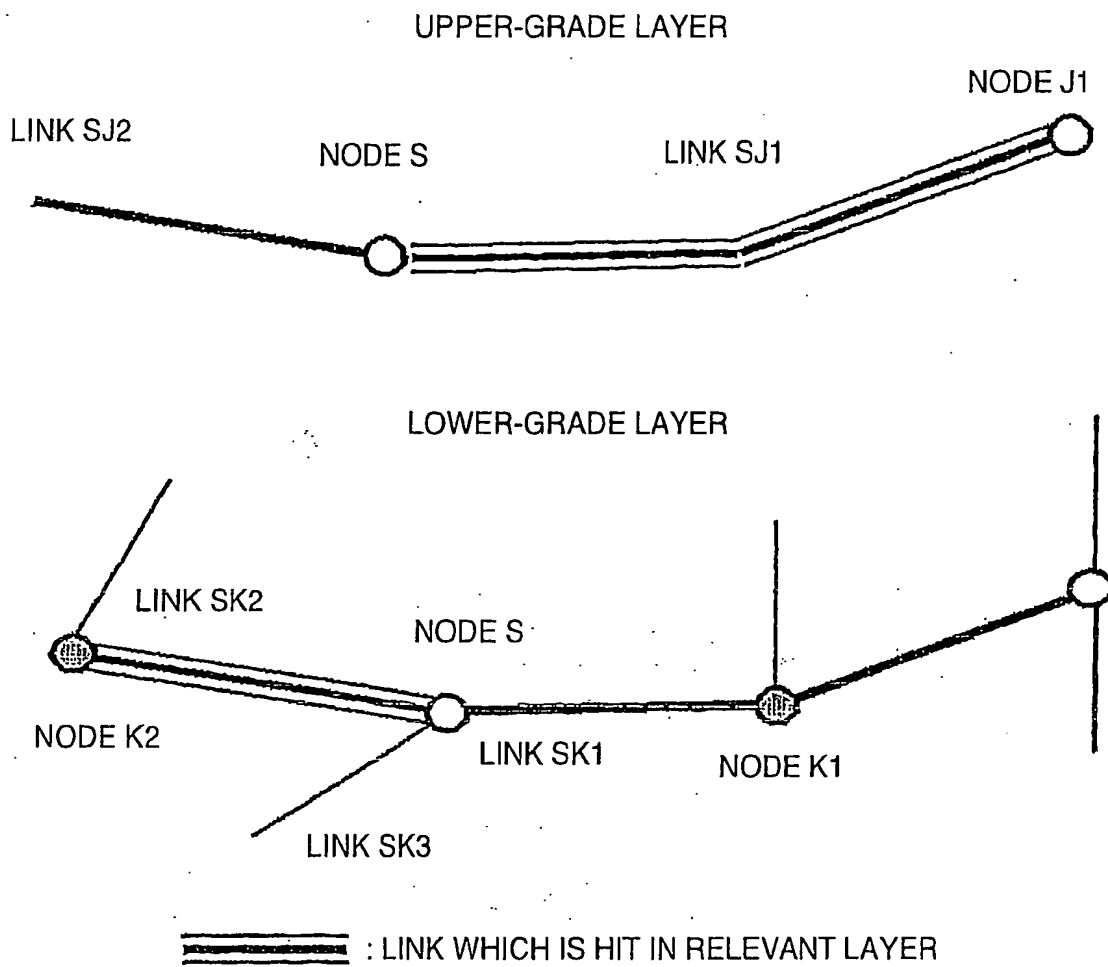 UPPER-GRADE LAYER
NODE J1
LINK SJ2
NODE S
LINK SJ1
LOWER-GRADE LAYER
LINK SK2
NODE S
NODE K2
LINK SK1
NODE K1
LINK SK3
: LINK WHICH IS HIT IN RELEVANT LAYER